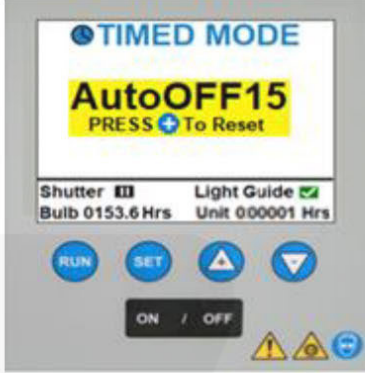 TIMED MODE
AutoOFF15
PRESS + To Reset
Shutter Light Guide
Bulb 0153.6 Hrs Unit 000001 Hrs
RUN SET + -
ON / OFF